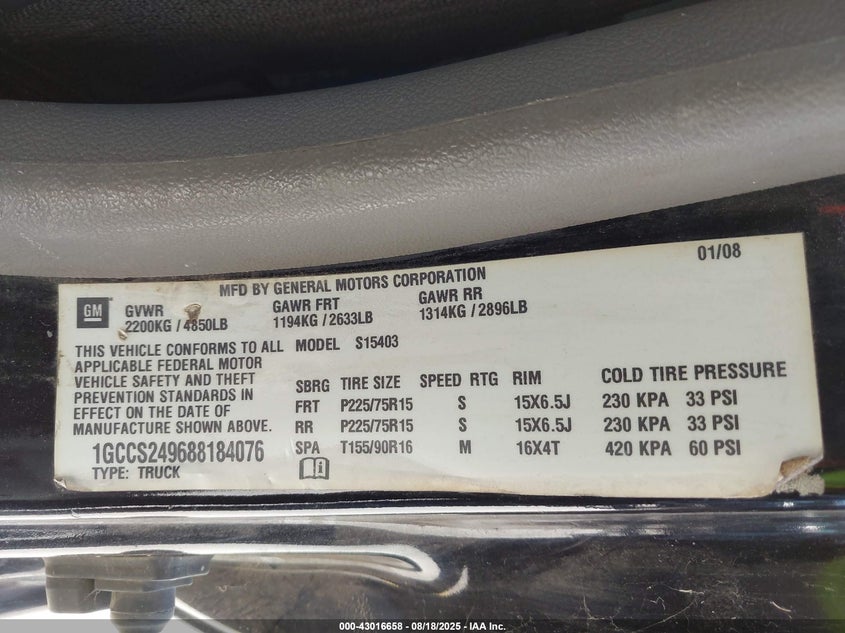 01/08
MFD BY GENERAL MOTORS CORPORATION
GM
GVWR GAWR FRT GAWR RR
2200KG / 4850LB 1194KG / 2633LB 1314KG / 2896LB
THIS VEHICLE CONFORMS TO ALL
APPLICABLE FEDERAL MOTOR
VEHICLE SAFETY AND THEFT
PREVENTION STANDARDS IN
EFFECT ON THE DATE OF
MANUFACTURE SHOWN ABOVE.
1GCCS249688184076
TYPE: TRUCK
MODEL S15403
SBRG TIRE SIZE SPEED RTG RIM COLD TIRE PRESSURE
FRT P225/75R15 S 15X6.5J 230 KPA 33 PSI
RR P225/75R15 S 15X6.5J 230 KPA 33 PSI
SPA T155/90R16 M 16X4T 420 KPA 60 PSI
000-43016658 - 08/18/2025 - IAA Inc.